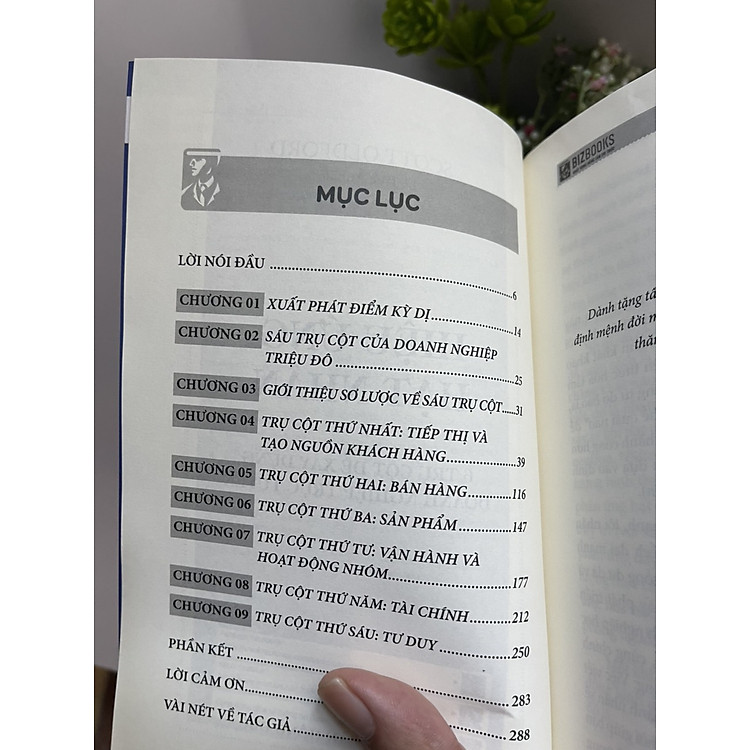 MỤC LỤC
LỜI NÓI ĐẦU ........ 6
CHƯƠNG 01 XUẤT PHÁT ĐIỂM KỲ DỊ ........ 14
CHƯƠNG 02 SÁU TRỤ CỘT CỦA DOANH NGHIỆP
TRIỆU ĐÔ ........ 25
CHƯƠNG 03 GIỚI THIỆU SƠ LƯỢC VỀ SÁU TRỤ CỘT.....31
CHƯƠNG 04 TRỤ CỘT THỨ NHẤT: TIẾP THỊ VÀ
TẠO NGUỒN KHÁCH HÀNG ........ 39
CHƯƠNG 05 TRỤ CỘT THỨ HAI: BÁN HÀNG ........ 116
CHƯƠNG 06 TRỤ CỘT THỨ BA: SẢN PHẨM ........ 147
CHƯƠNG 07 TRỤ CỘT THỨ TƯ: VẬN HÀNH VÀ
HOẠT ĐỘNG NHÓM ........ 177
CHƯƠNG 08 TRỤ CỘT THỨ NĂM: TÀI CHÍNH ........ 212
CHƯƠNG 09 TRỤ CỘT THỨ SÁU: TƯ DUY ........ 250
PHẦN KẾT ........
LỜI CẢM ƠN ........ 283
VÀI NÉT VỀ TÁC GIẢ ........ 288
BIZBOOKS
Dành tặng
định mệnh đời